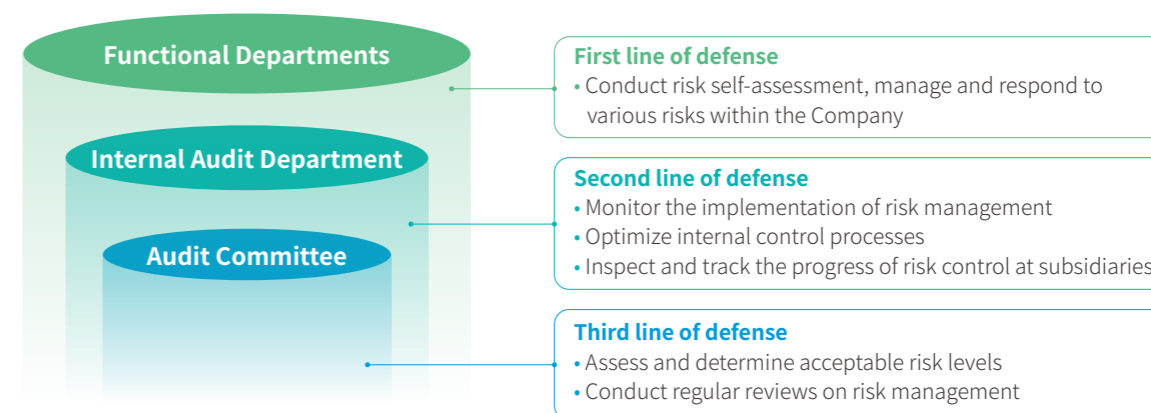 Functional Departments
First line of defense
• Conduct risk self-assessment, manage and respond to
various risks within the Company
Internal Audit Department
Second line of defense
• Monitor the implementation of risk management
• Optimize internal control processes
• Inspect and track the progress of risk control at subsidiaries
Audit Committee
Third line of defense
• Assess and determine acceptable risk levels
• Conduct regular reviews on risk management